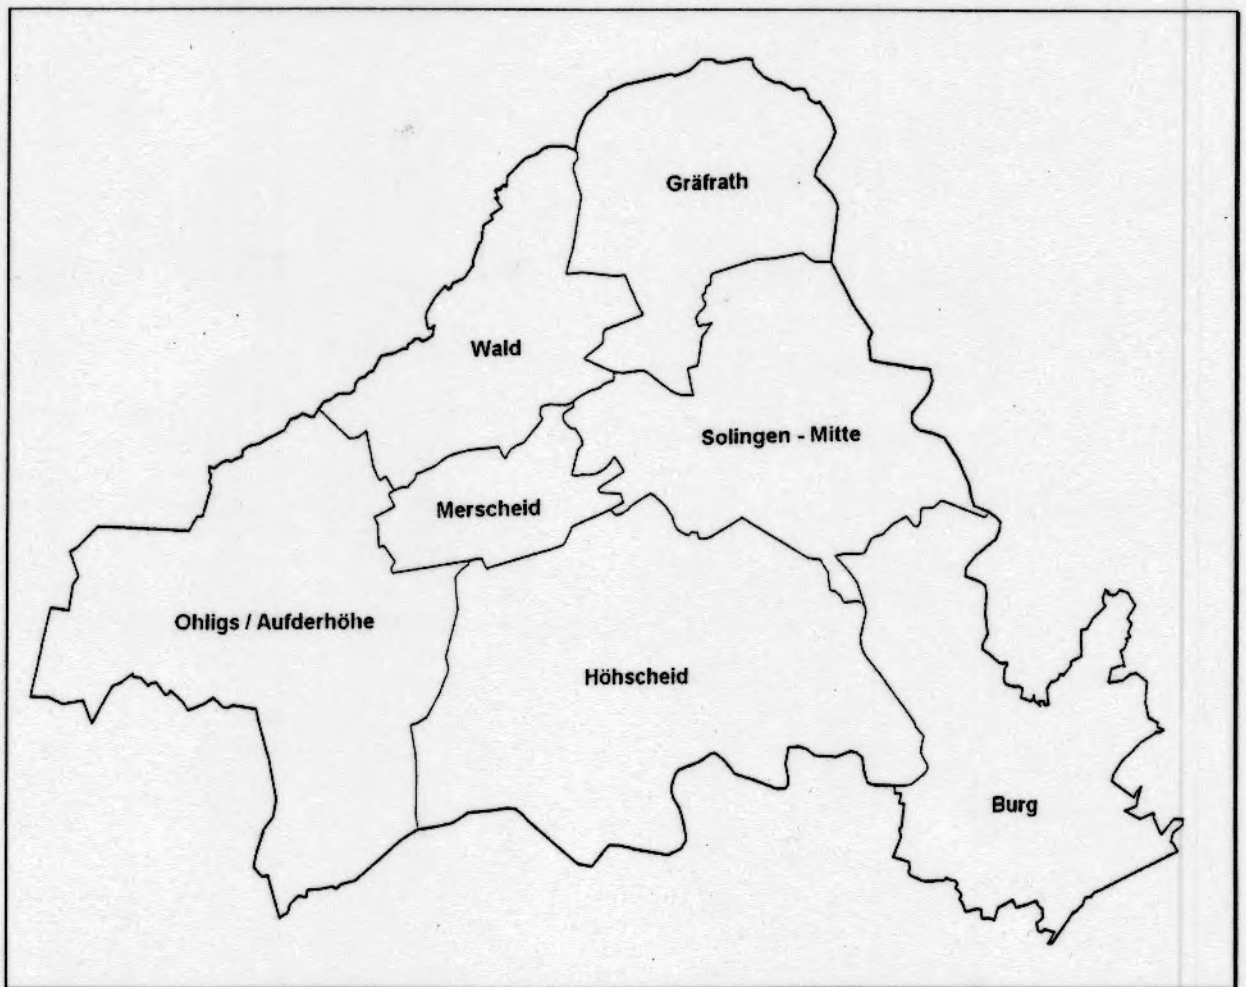 Gräfrath
Wald
Solingen - Mitte
Merscheid
Ohligs / Aufderhöhe
Höhscheid
Burg